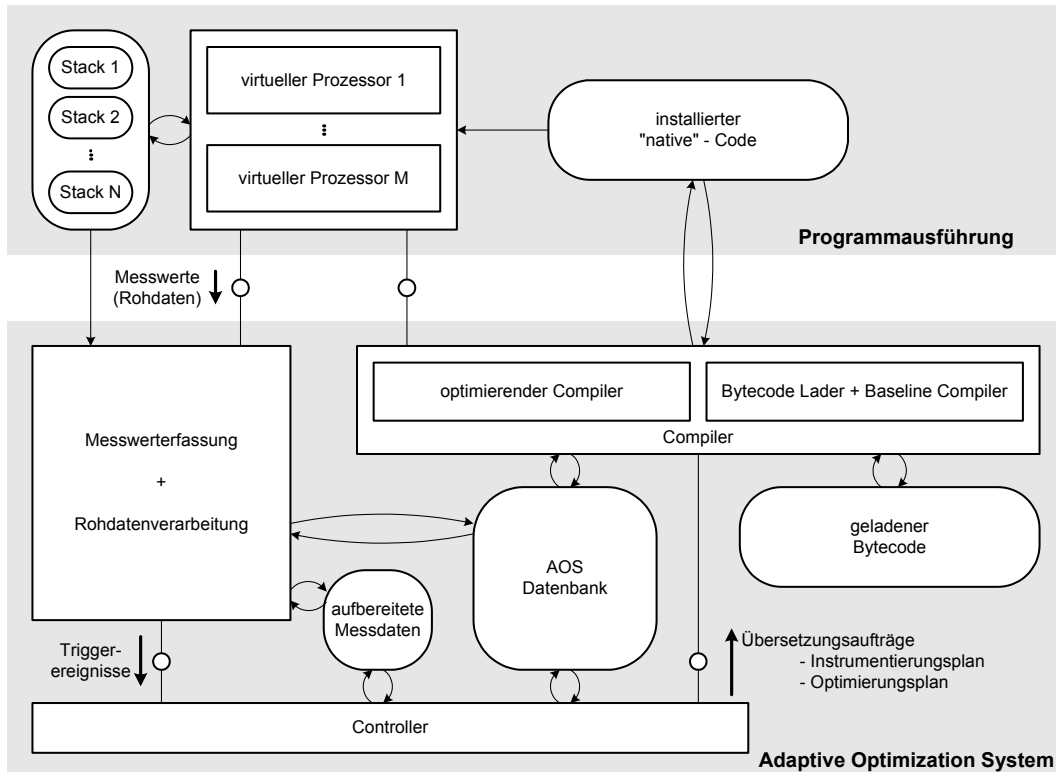 Stack 1
Stack 2
...
Stack N
virtueller Prozessor 1
...
virtueller Prozessor M
installierter
"native" - Code
Programmausführung
Messwerte
(Rohdaten)
Messwerterfassung
+
Rohdatenverarbeitung
optimierender Compiler
Bytecode Lader + Baseline Compiler
Compiler
geladener
Bytecode
AOS
Datenbank
aufbereitete
Messdaten
Trigger-
ereignisse
Übersetzungsaufträge
- Instrumentierungsplan
- Optimierungsplan
Controller
Adaptive Optimization System